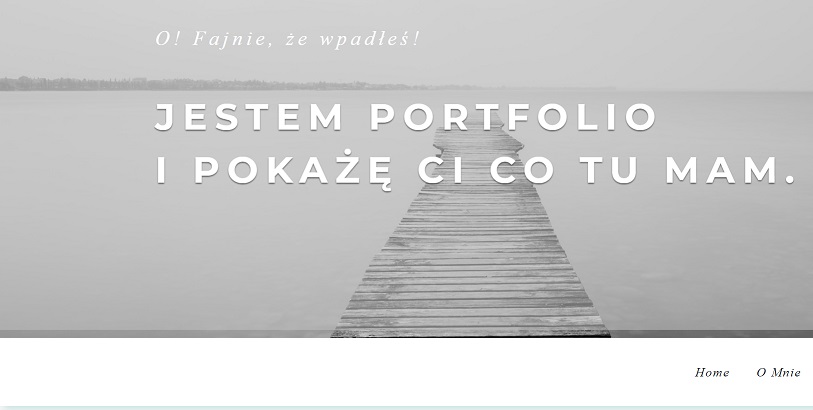 O! Fajnie, że wpadłeś!
JESTEM PORTFOLIO
I POKAŻĘ CI CO TU MAM.
Home O Mnie